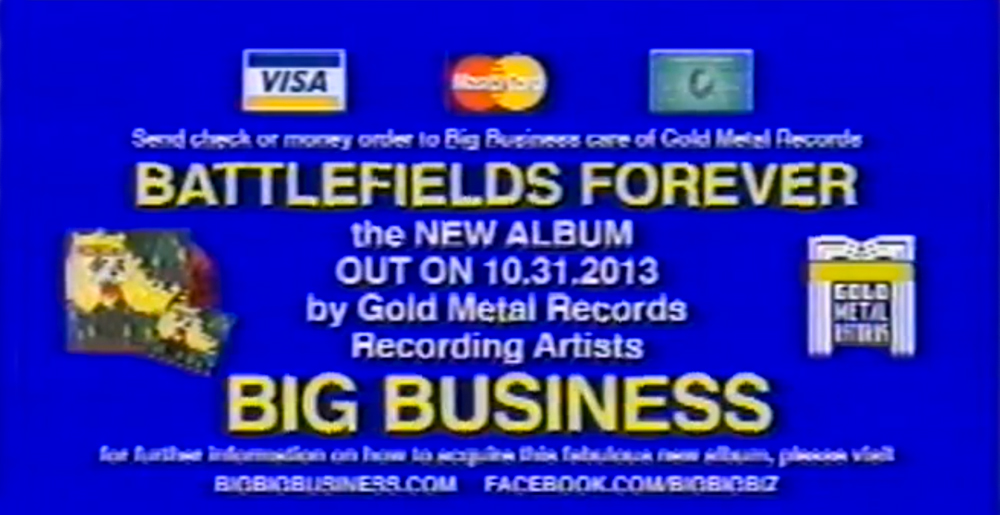 VISA MasterCard
Send check or money order to Big Business care of Gold Metal Records
BATTLEFIELDS FOREVER
the NEW ALBUM
OUT ON 10.31.2013
by Gold Metal Records
Recording Artists
GOLD
METAL
RECORDS
BIG BUSINESS
for further information on how to acquire this fabulous new album, please visit
BIGBIGBUSINESS.COM FACEBOOK.COM/BIGBIGBIZ